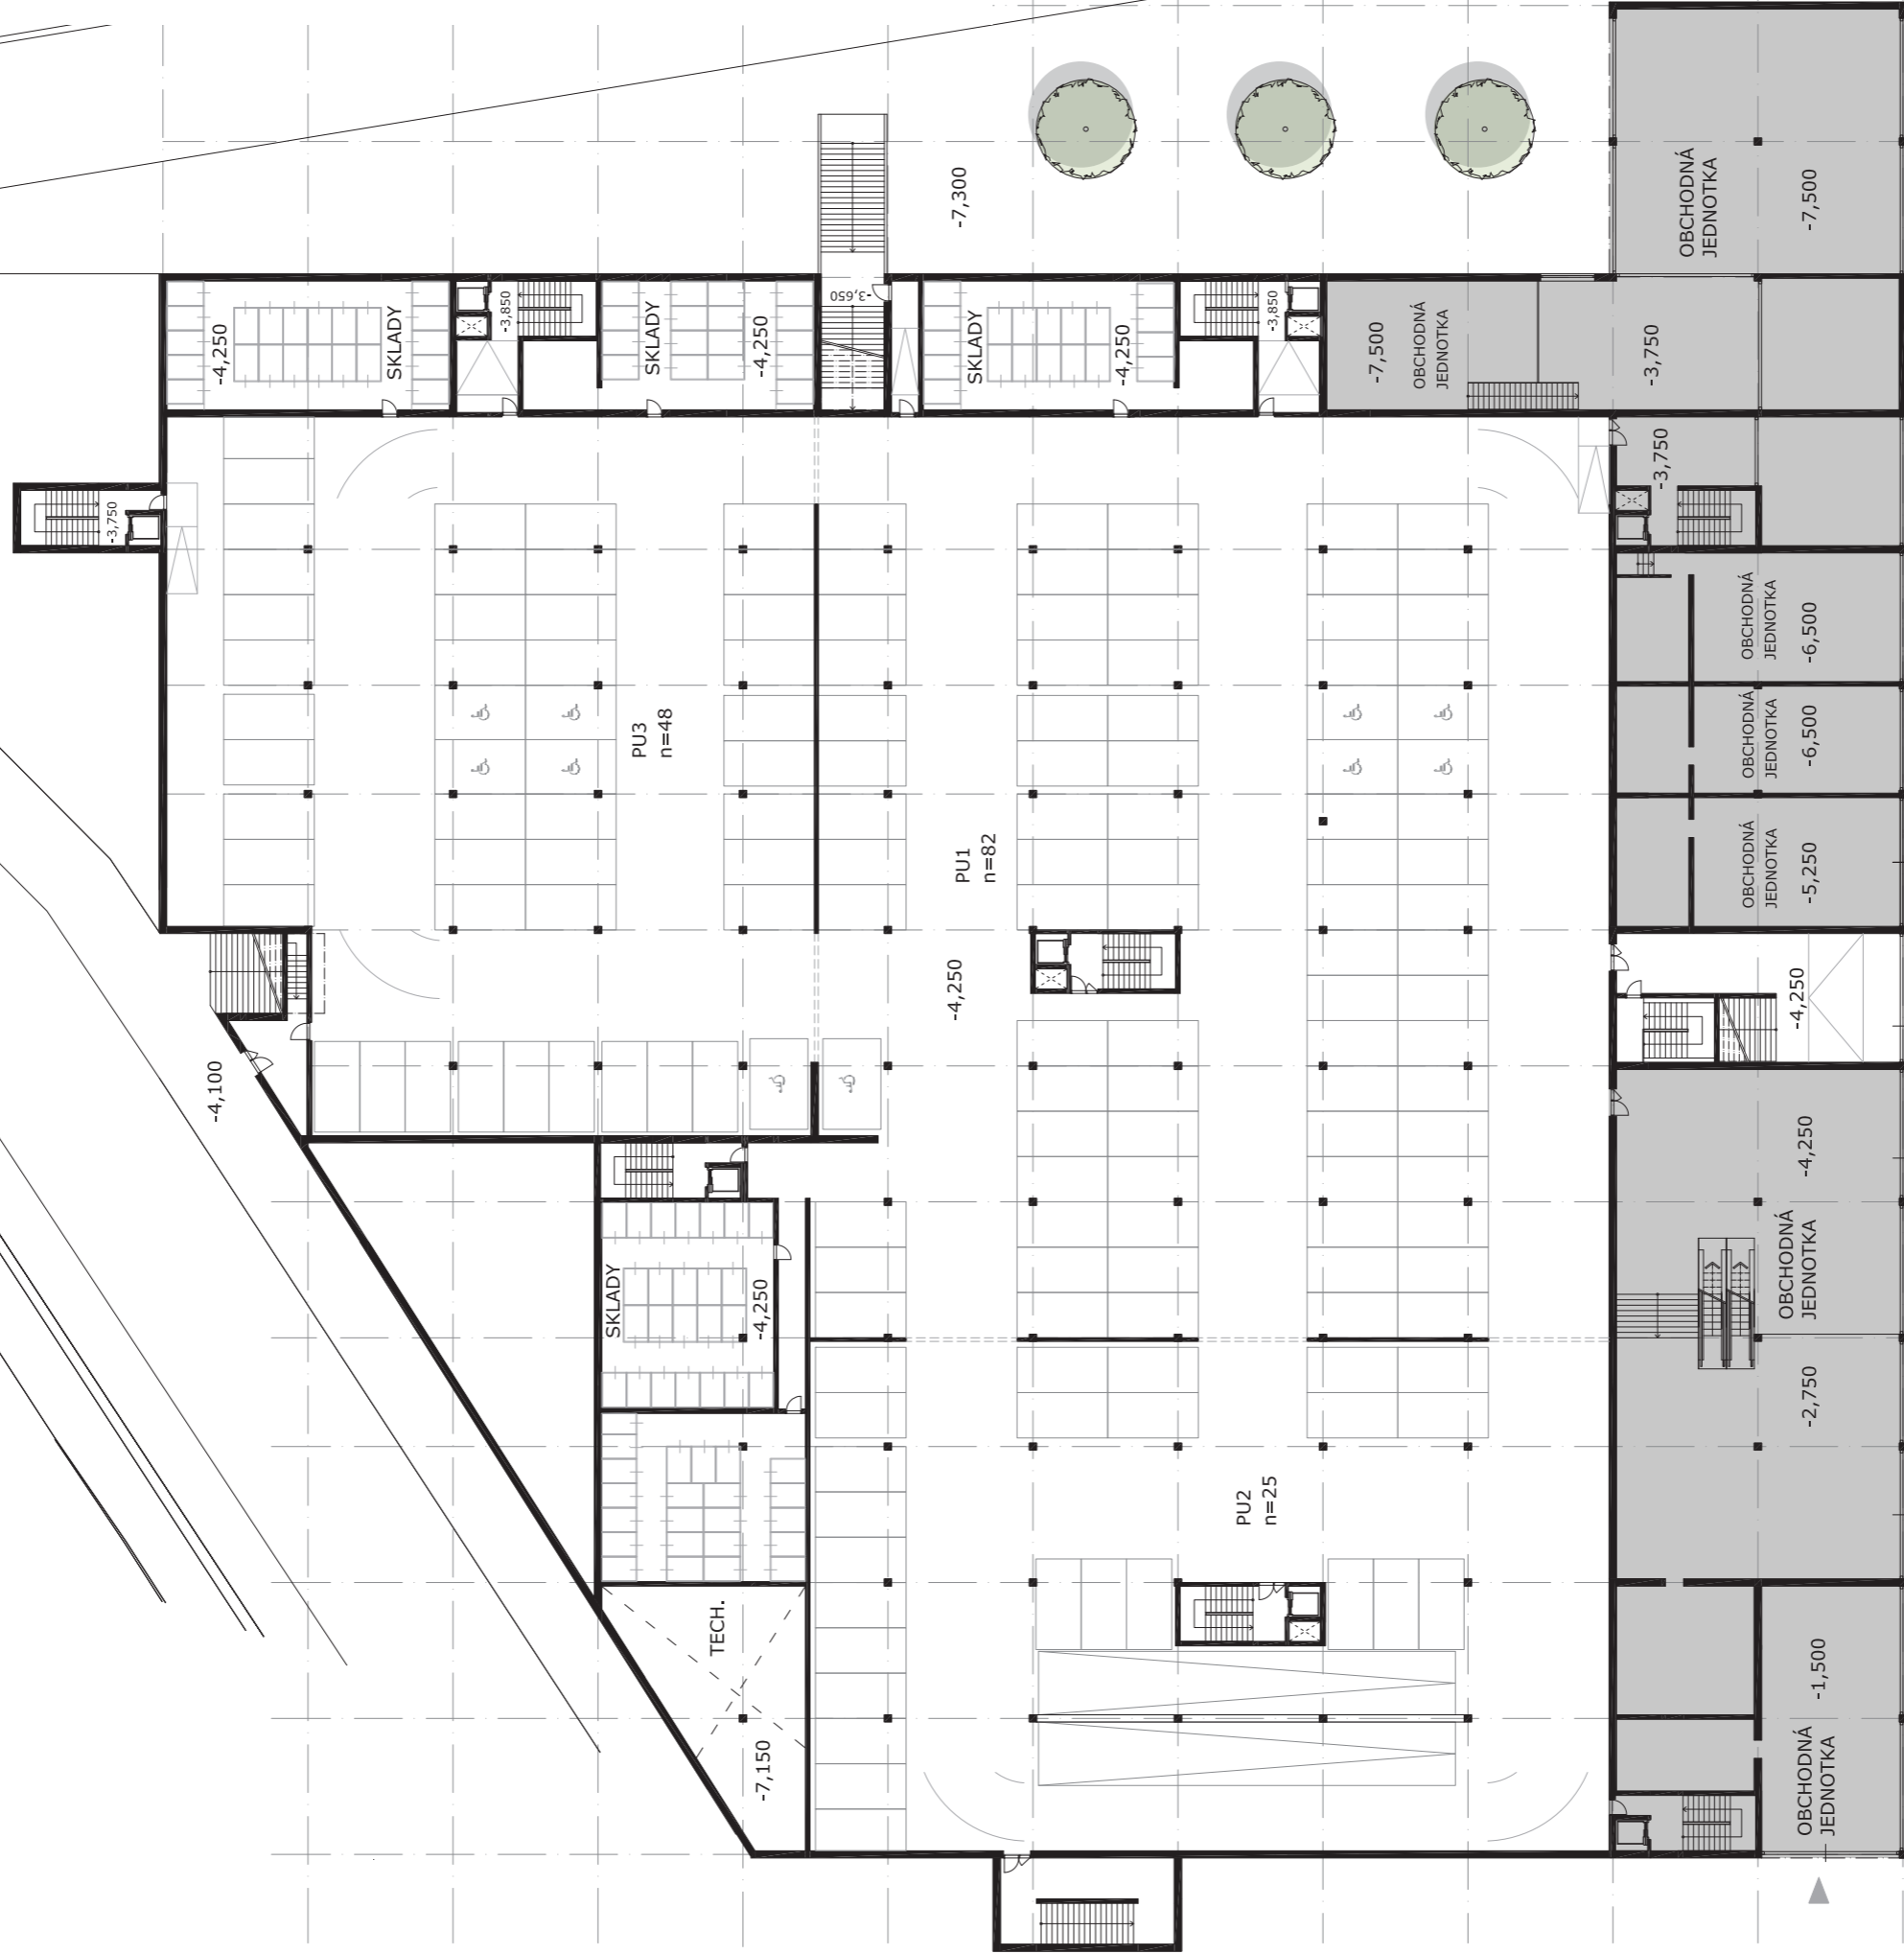 -7,300
OBCHODNÁ
JEDNOTKA
-7,500
-4,250
SKLADY
-3,850
SKLADY
-4,250
-3,650
SKLADY
-4,250
-3,850
-7,500
OBCHODNÁ
JEDNOTKA
-3,750
-3,750
-3,750
PU3
n=48
OBCHODNÁ
JEDNOTKA
-6,500
OBCHODNÁ
JEDNOTKA
-6,500
PU1
n=82
OBCHODNÁ
JEDNOTKA
-5,250
-4,250
-4,250
-4,100
-4,250
OBCHODNÁ
JEDNOTKA
SKLADY
-4,250
-2,750
PU2
n=25
TECH.
-7,150
-1,500
OBCHODNÁ
JEDNOTKA